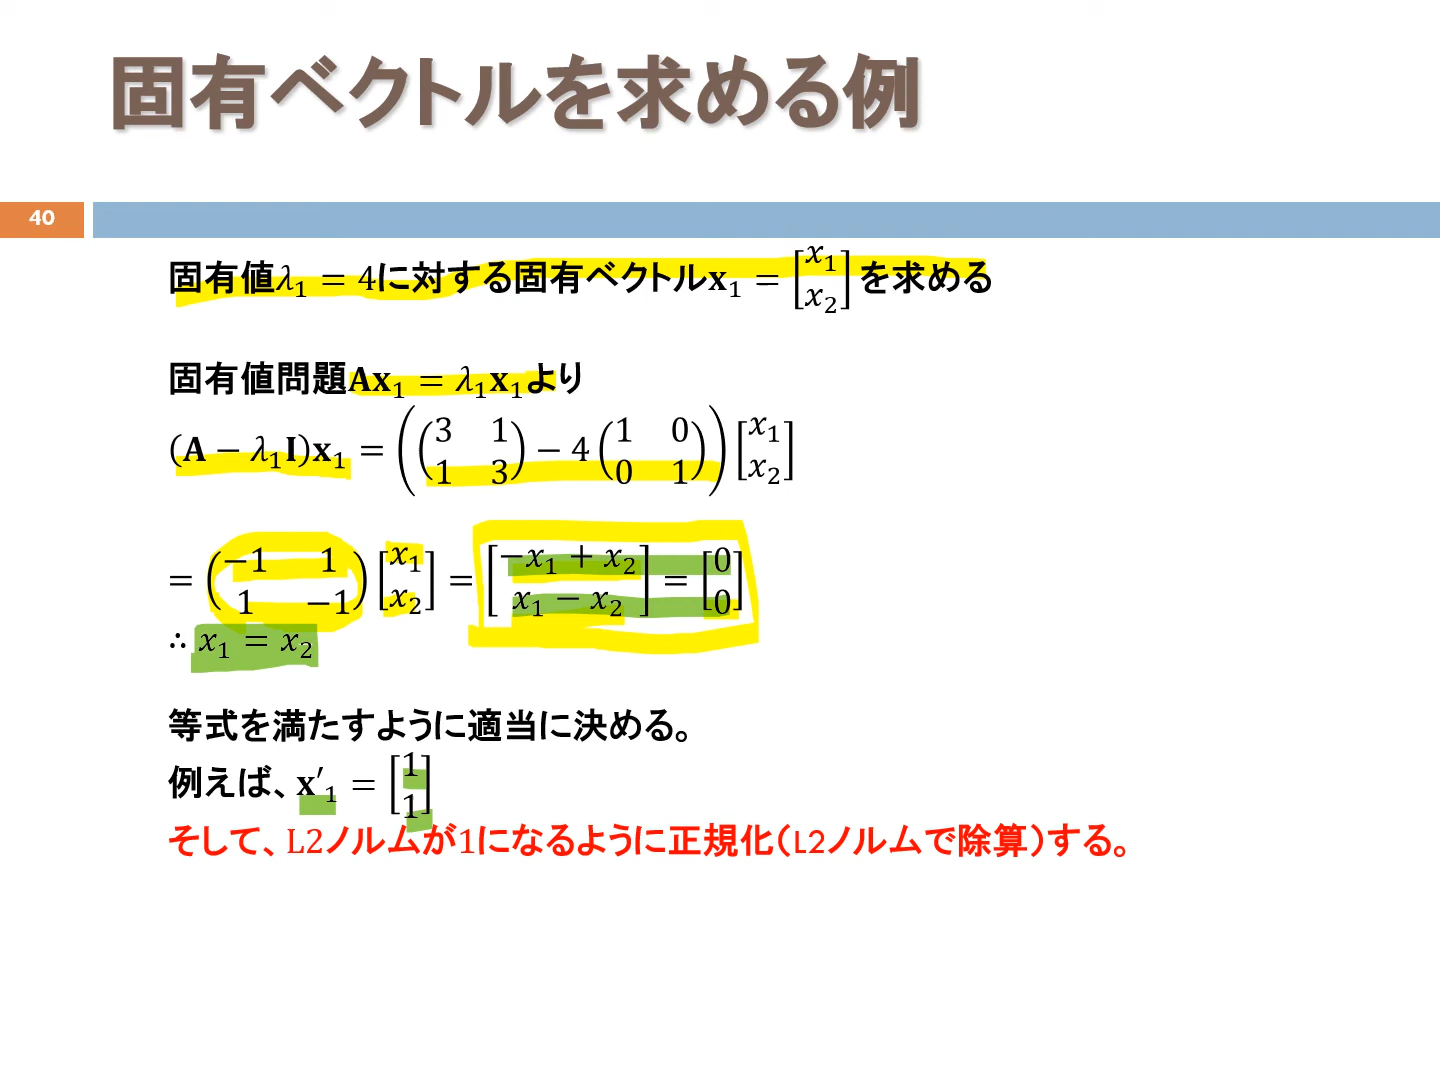 固有ベクトルを求める例
40
固有値λ₁ = 4に対する固有ベクトルx₁ = [x₁ x₂] を求める
固有値問題Ax₁ = λ₁x₁より
(A − λ₁I)x₁ = ((3 1 1 3) − 4 (1 0 0 1)) [x₁ x₂]
= (−1 1 1 −1) [x₁ x₂] = [−x₁ + x₂ x₁ − x₂] = [0 0]
∴ x₁ = x₂
等式を満たすように適当に決める。
例えば、x′₁ = [1 1]
そして、L2ノルムが1になるように正規化(L2ノルムで除算)する。